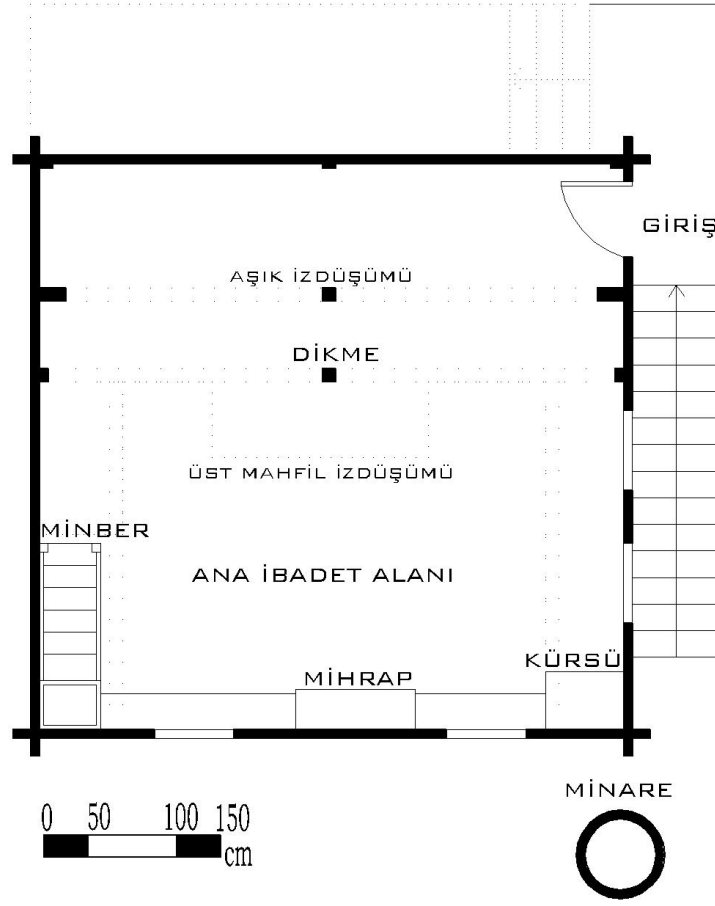 GİRİŞ
AŞIK İZDÜŞÜMÜ
DİKME
ÜST MAHFİL İZDÜŞÜMÜ
MİNBER
ANA İBADET ALANI
KÜRSÜ
MİHRAP
MİNARE
0 50 100 150
cm